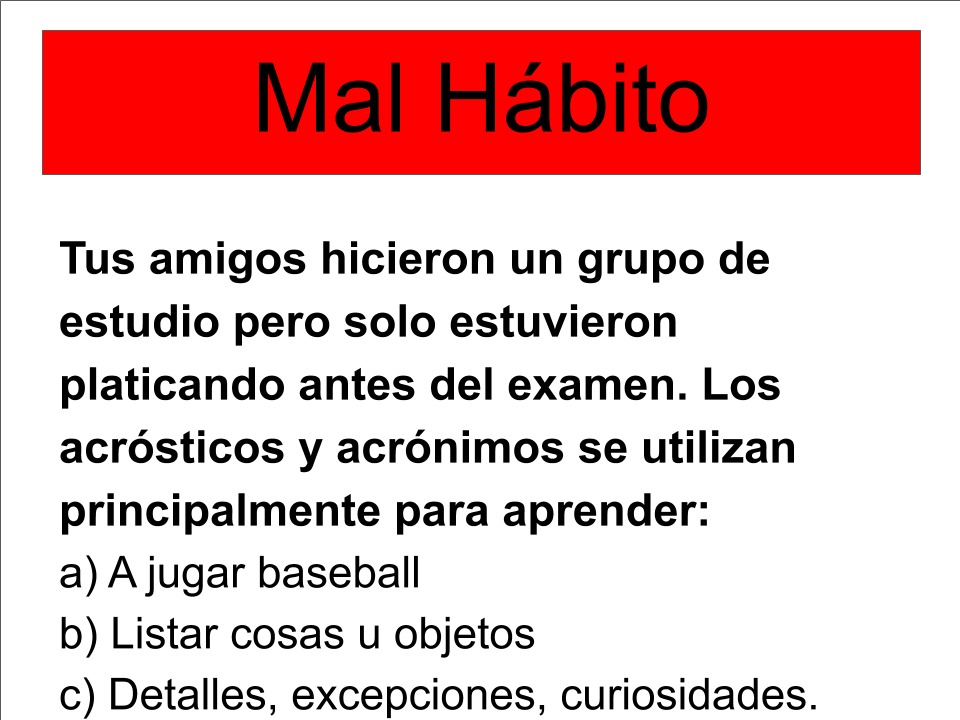 Mal Hábito
Tus amigos hicieron un grupo de
estudio pero solo estuvieron
platicando antes del examen. Los
acrósticos y acrónimos se utilizan
principalmente para aprender:
a) A jugar baseball
b) Listar cosas u objetos
c) Detalles, excepciones, curiosidades.